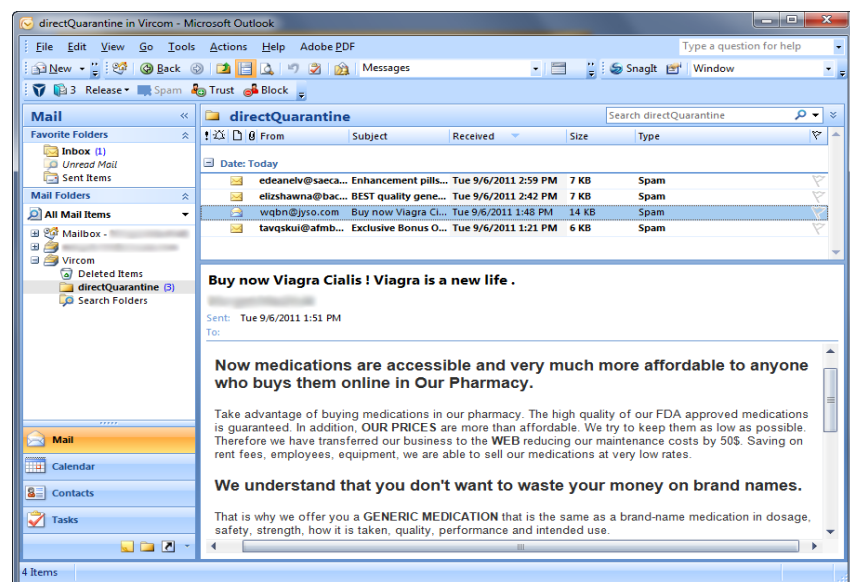 directQuarantine in Vircom - Microsoft Outlook
File Edit View Go Tools Actions Help Adobe PDF Type a question for help
New Back Messages SnagIt Window
3 Release Spam Trust Block
Mail
Favorite Folders
Inbox (1)
Unread Mail
Sent Items
Mail Folders
All Mail Items
Mailbox -
Vircom
Deleted Items
directQuarantine (3)
Search Folders
Mail
Calendar
Contacts
Tasks
directQuarantine Search directQuarantine
From Subject Received Size Type
Date: Today
edeanelv@saeca... Enhancement pills... Tue 9/6/2011 2:59 PM 7 KB Spam
elizshawna@bac... BEST quality gene... Tue 9/6/2011 2:42 PM 7 KB Spam
wqbn@jyso.com Buy now Viagra Ci... Tue 9/6/2011 1:48 PM 14 KB Spam
tavqskui@afmb... Exclusive Bonus O... Tue 9/6/2011 1:21 PM 6 KB Spam
Buy now Viagra Cialis ! Viagra is a new life .
Sent: Tue 9/6/2011 1:51 PM
To:
Now medications are accessible and very much more affordable to anyone
who buys them online in Our Pharmacy.
Take advantage of buying medications in our pharmacy. The high quality of our FDA approved medications
is guaranteed. In addition, OUR PRICES are more than affordable. We try to keep them as low as possible.
Therefore we have transferred our business to the WEB reducing our maintenance costs by 50$. Saving on
rent fees, employees, equipment, we are able to sell our medications at very low rates.
We understand that you don't want to waste your money on brand names.
That is why we offer you a GENERIC MEDICATION that is the same as a brand-name medication in dosage,
safety, strength, how it is taken, quality, performance and intended use.
4 Items